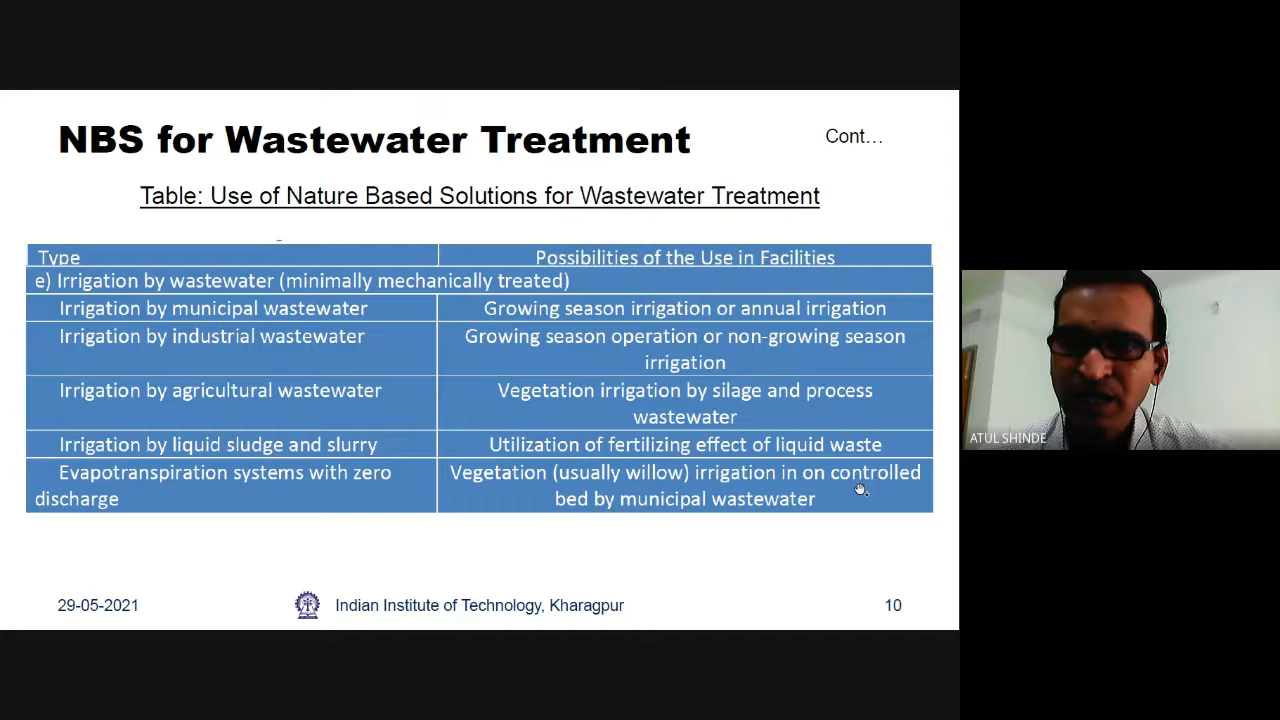 NBS for Wastewater Treatment
Cont…
Table: Use of Nature Based Solutions for Wastewater Treatment
Type
Possibilities of the Use in Facilities
e) Irrigation by wastewater (minimally mechanically treated)
Irrigation by municipal wastewater
Growing season irrigation or annual irrigation
Irrigation by industrial wastewater
Growing season operation or non-growing season
irrigation
Irrigation by agricultural wastewater
Vegetation irrigation by silage and process
wastewater
Irrigation by liquid sludge and slurry
Utilization of fertilizing effect of liquid waste
Evapotranspiration systems with zero
discharge
Vegetation (usually willow) irrigation in on controlled
bed by municipal wastewater
ATUL SHINDE
29-05-2021
Indian Institute of Technology, Kharagpur
10